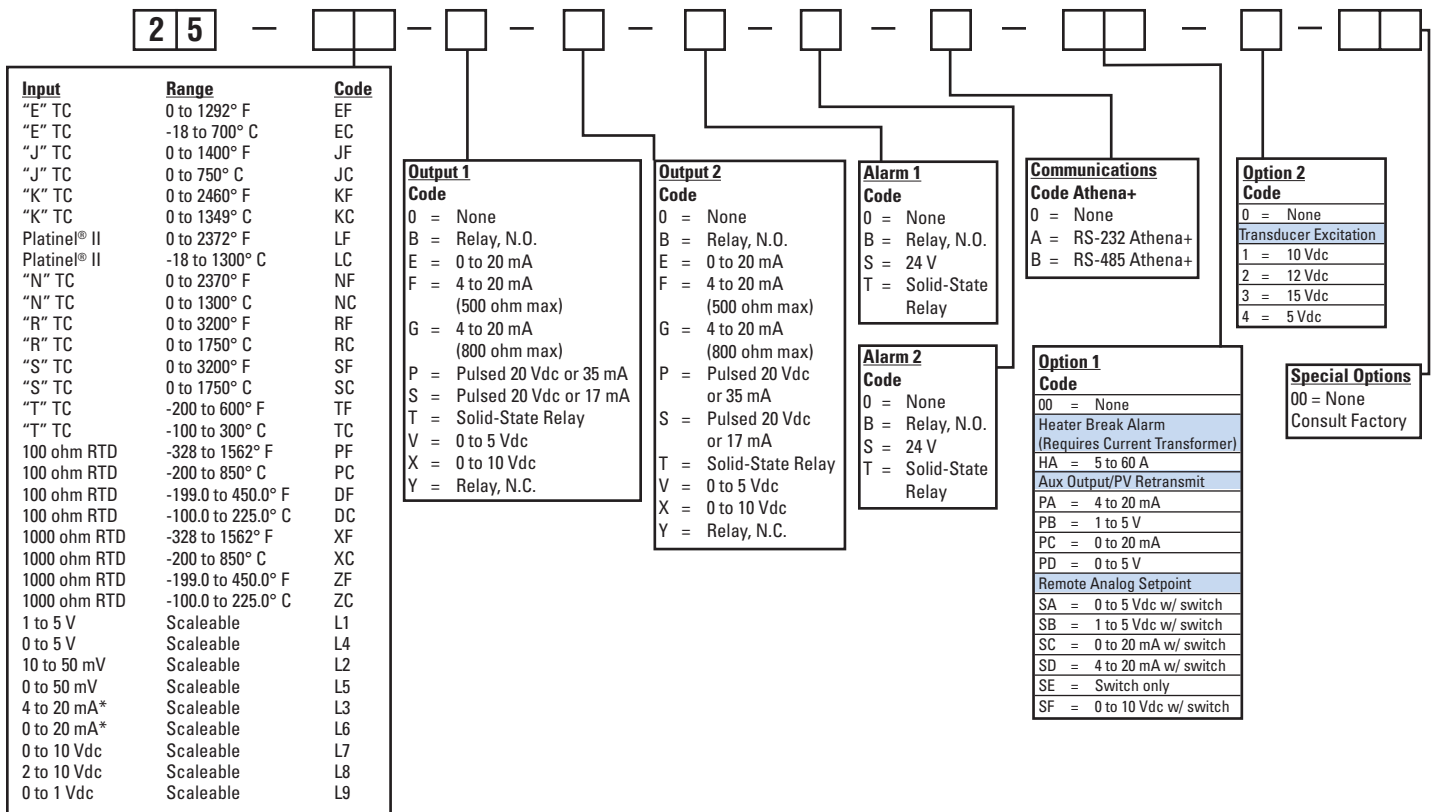 2 5 — — — — — — — —
Input Range Code
“E” TC 0 to 1292° F EF
“E” TC -18 to 700° C EC
“J” TC 0 to 1400° F JF
“J” TC 0 to 750° C JC
“K” TC 0 to 2460° F KF
“K” TC 0 to 1349° C KC
Platinel® II 0 to 2372° F LF
Platinel® II -18 to 1300° C LC
“N” TC 0 to 2370° F NF
“N” TC 0 to 1300° C NC
“R” TC 0 to 3200° F RF
“R” TC 0 to 1750° C RC
“S” TC 0 to 3200° F SF
“S” TC 0 to 1750° C SC
“T” TC -200 to 600° F TF
“T” TC -100 to 300° C TC
100 ohm RTD -328 to 1562° F PF
100 ohm RTD -200 to 850° C PC
100 ohm RTD -199.0 to 450.0° F DF
100 ohm RTD -100.0 to 225.0° C DC
1000 ohm RTD -328 to 1562° F XF
1000 ohm RTD -200 to 850° C XC
1000 ohm RTD -199.0 to 450.0° F ZF
1000 ohm RTD -100.0 to 225.0° C ZC
1 to 5 V Scaleable L1
0 to 5 V Scaleable L4
10 to 50 mV Scaleable L2
0 to 50 mV Scaleable L5
4 to 20 mA* Scaleable L3
0 to 20 mA* Scaleable L6
0 to 10 Vdc Scaleable L7
2 to 10 Vdc Scaleable L8
0 to 1 Vdc Scaleable L9
Output 1
Code
0 = None
B = Relay, N.O.
E = 0 to 20 mA
F = 4 to 20 mA
(500 ohm max)
G = 4 to 20 mA
(800 ohm max)
P = Pulsed 20 Vdc or 35 mA
S = Pulsed 20 Vdc or 17 mA
T = Solid-State Relay
V = 0 to 5 Vdc
X = 0 to 10 Vdc
Y = Relay, N.C.
Output 2
Code
0 = None
B = Relay, N.O.
E = 0 to 20 mA
F = 4 to 20 mA
(500 ohm max)
G = 4 to 20 mA
(800 ohm max)
P = Pulsed 20 Vdc
or 35 mA
S = Pulsed 20 Vdc
or 17 mA
T = Solid-State Relay
V = 0 to 5 Vdc
X = 0 to 10 Vdc
Y = Relay, N.C.
Alarm 1
Code
0 = None
B = Relay, N.O.
S = 24 V
T = Solid-State
Relay
Alarm 2
Code
0 = None
B = Relay, N.O.
S = 24 V
T = Solid-State
Relay
Communications
Code Athena+
0 = None
A = RS-232 Athena+
B = RS-485 Athena+
Option 1
Code
00 = None
Heater Break Alarm
(Requires Current Transformer)
HA = 5 to 60 A
Aux Output/PV Retransmit
PA = 4 to 20 mA
PB = 1 to 5 V
PC = 0 to 20 mA
PD = 0 to 5 V
Remote Analog Setpoint
SA = 0 to 5 Vdc w/ switch
SB = 1 to 5 Vdc w/ switch
SC = 0 to 20 mA w/ switch
SD = 4 to 20 mA w/ switch
SE = Switch only
SF = 0 to 10 Vdc w/ switch
Option 2
Code
0 = None
Transducer Excitation
1 = 10 Vdc
2 = 12 Vdc
3 = 15 Vdc
4 = 5 Vdc
Special Options
00 = None
Consult Factory